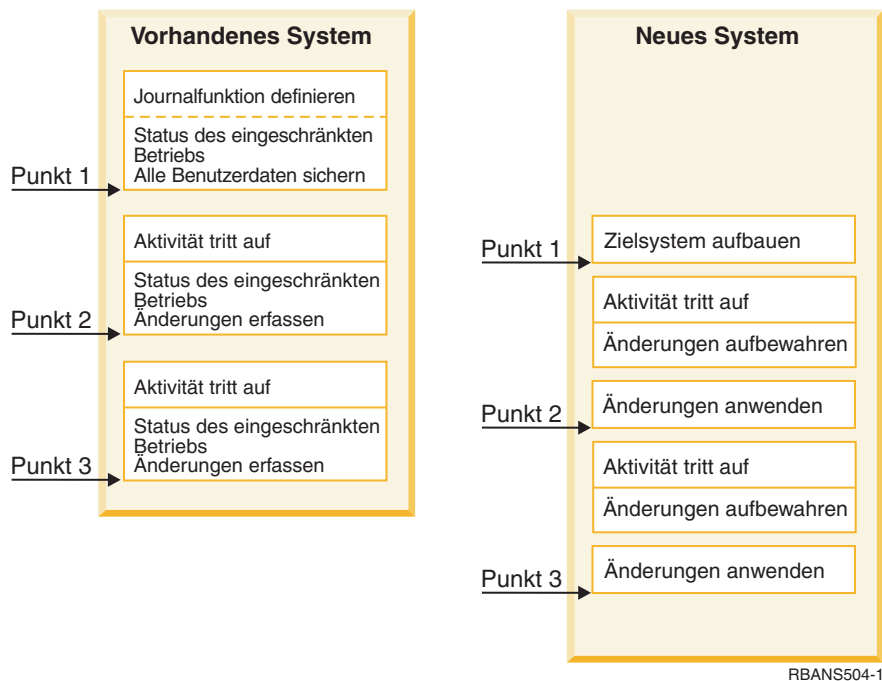 Vorhandenes System
Journalfunktion definieren
Status des eingeschränkten
Betriebs
Alle Benutzerdaten sichern
Punkt 1
Aktivität tritt auf
Status des eingeschränkten
Betriebs
Änderungen erfassen
Punkt 2
Aktivität tritt auf
Status des eingeschränkten
Betriebs
Änderungen erfassen
Punkt 3
Neues System
Zielsystem aufbauen
Punkt 1
Aktivität tritt auf
Änderungen aufbewahren
Änderungen anwenden
Punkt 2
Aktivität tritt auf
Änderungen aufbewahren
Änderungen anwenden
Punkt 3
RBANS504-1